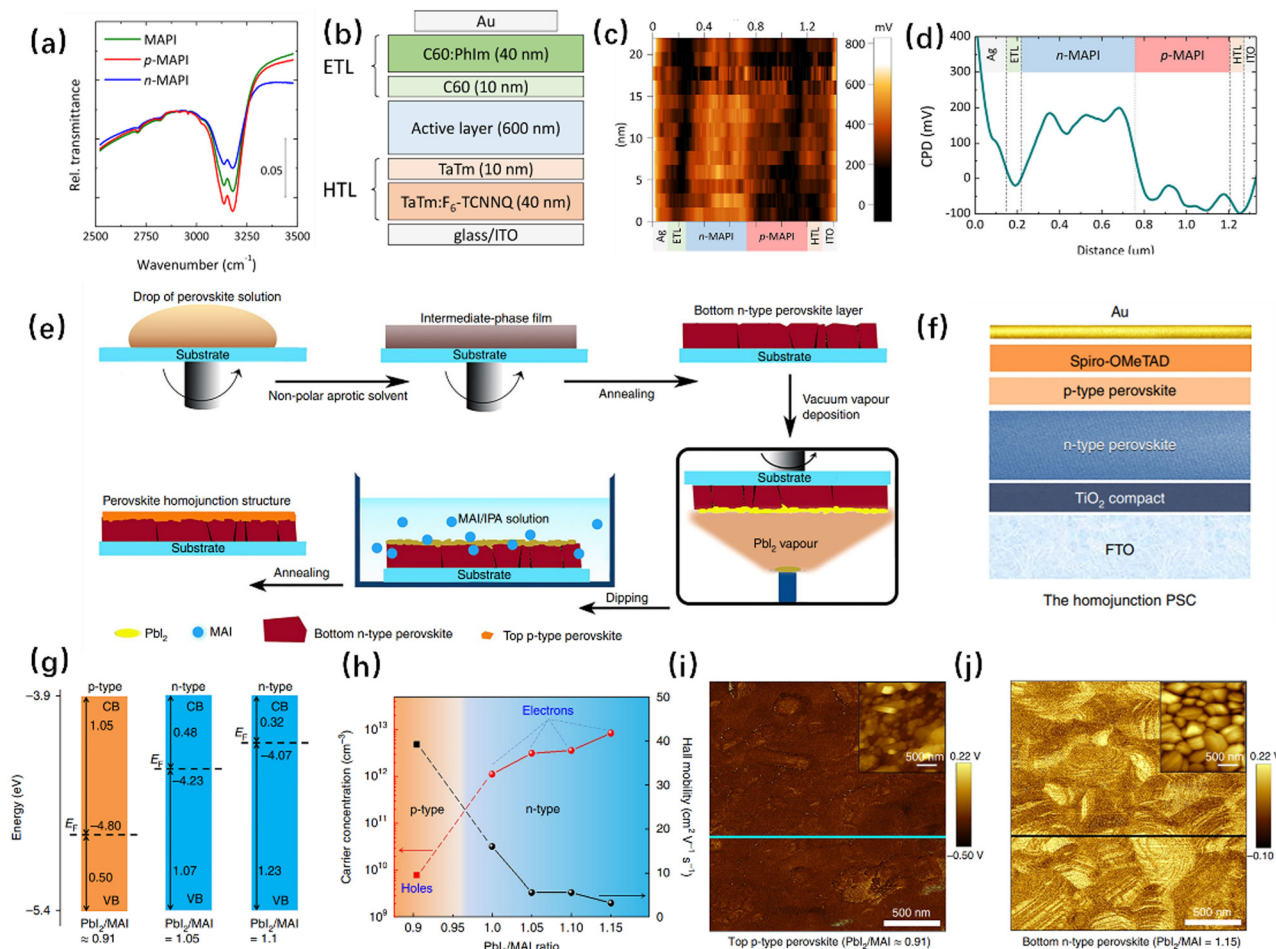 (a)
MAPI
p-MAPI
n-MAPI
Rel. transmittance
0.05
2500 2750 3000 3250 3500
Wavenumber (cm⁻¹)
(b)
Au
ETL
C60:PhIm (40 nm)
C60 (10 nm)
Active layer (600 nm)
HTL
TaTm (10 nm)
TaTm:F₆-TCNNQ (40 nm)
glass/ITO
(c)
0 0.4 0.8 1.2
mV
20
15
10
5
0
(nm)
800
600
400
200
0
Ag ETL n-MAPI p-MAPI HTL ITO
(d)
Ag ETL n-MAPI p-MAPI HTL ITO
400
300
200
100
0
-100
CPD (mV)
0.0 0.2 0.4 0.6 0.8 1.0 1.2
Distance (µm)
(e)
Drop of perovskite solution
Substrate
Non-polar aprotic solvent
Intermediate-phase film
Substrate
Annealing
Bottom n-type perovskite layer
Substrate
Vacuum vapour
deposition
Substrate
PbI₂ vapour
Dipping
MAI/IPA solution
Substrate
Annealing
Perovskite homojunction structure
Substrate
PbI₂
MAI
Bottom n-type perovskite
Top p-type perovskite
(f)
Au
Spiro-OMeTAD
p-type perovskite
n-type perovskite
TiO₂ compact
FTO
The homojunction PSC
(g)
p-type n-type n-type
−3.9
−5.4
Energy (eV)
CB
1.05
E_F
−4.80
0.50
VB
PbI₂/MAI
≈ 0.91
CB
0.48
E_F
−4.23
1.07
VB
PbI₂/MAI
= 1.05
CB
0.32
E_F
−4.07
1.23
VB
PbI₂/MAI
= 1.1
(h)
Electrons
p-type
n-type
Holes
10¹³
10¹²
10¹¹
10¹⁰
10⁹
Carrier concentration (cm⁻³)
50
40
30
20
10
0
Hall mobility (cm² V⁻¹ s⁻¹)
0.9 0.95 1.0 1.05 1.10 1.15
PbI₂/MAI ratio
(i)
500 nm
0.22 V
−0.50 V
500 nm
Top p-type perovskite (PbI₂/MAI ≈ 0.91)
(j)
500 nm
0.22 V
−0.10 V
500 nm
Bottom n-type perovskite (PbI₂/MAI = 1.15)